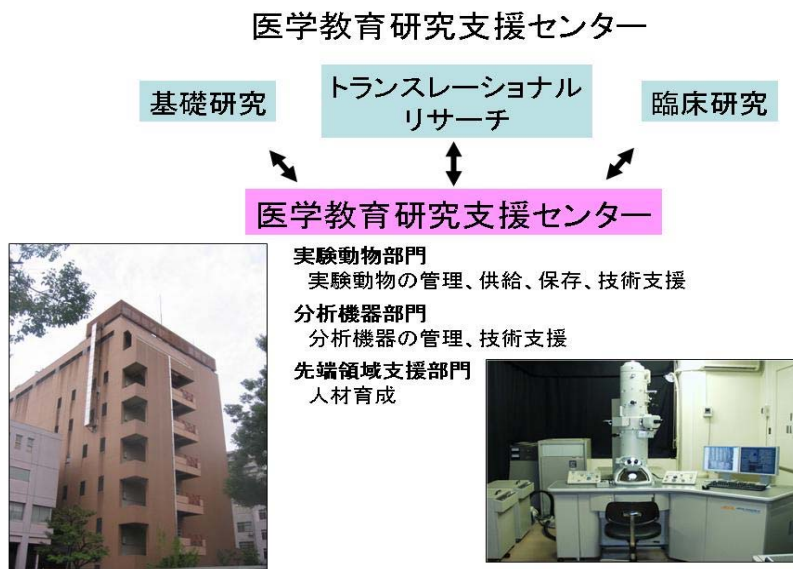 医学教育研究支援センター
基礎研究
トランスレーショナル
リサーチ
臨床研究
医学教育研究支援センター
実験動物部門
実験動物の管理、供給、保存、技術支援
分析機器部門
分析機器の管理、技術支援
先端領域支援部門
人材育成